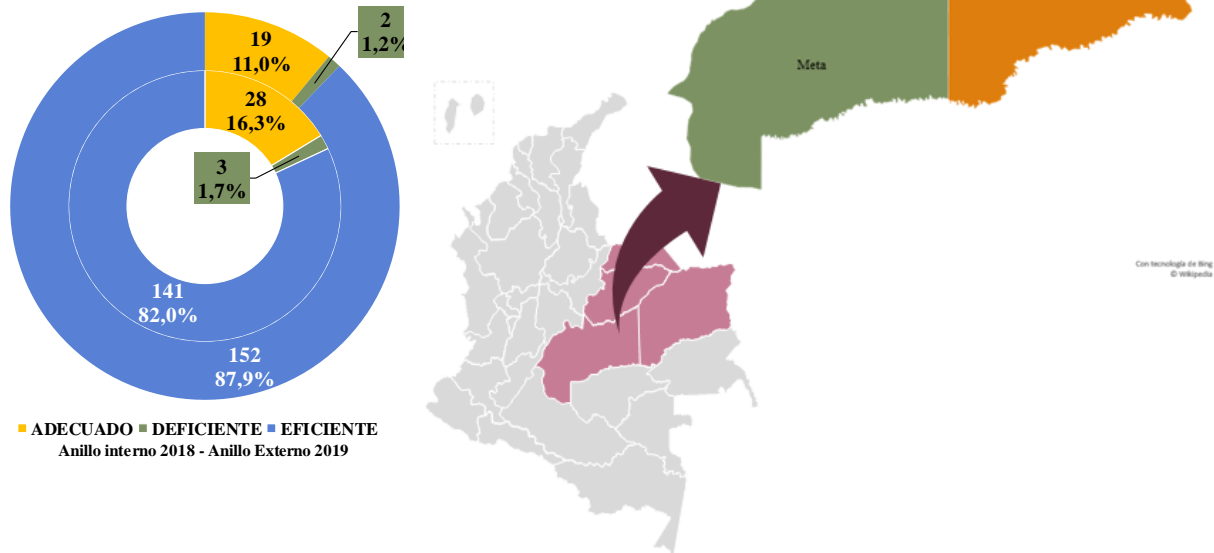 19
11,0%
2
1,2%
28
16,3%
3
1,7%
141
82,0%
152
87,9%
ADECUADO DEFICIENTE EFICIENTE
Anillo interno 2018 - Anillo Externo 2019
Meta
Con tecnología de Bing
© Wikipedia